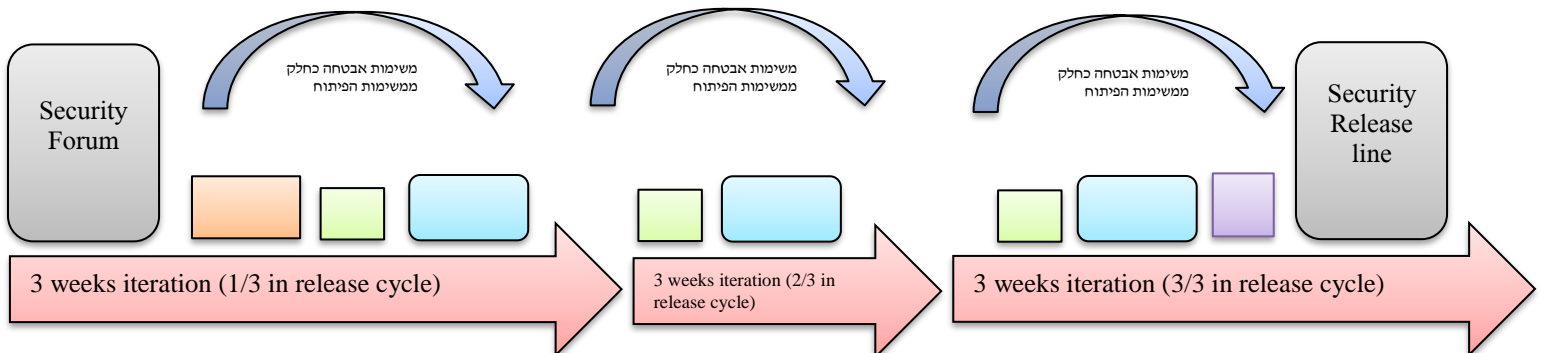 Security
Forum
משימות אבטחה כחלק
ממשימות הפיתוח
משימות אבטחה כחלק
ממשימות הפיתוח
משימות אבטחה כחלק
ממשימות הפיתוח
Security
Release
line
3 weeks iteration (1/3 in release cycle)
3 weeks iteration (2/3 in
release cycle)
3 weeks iteration (3/3 in release cycle)